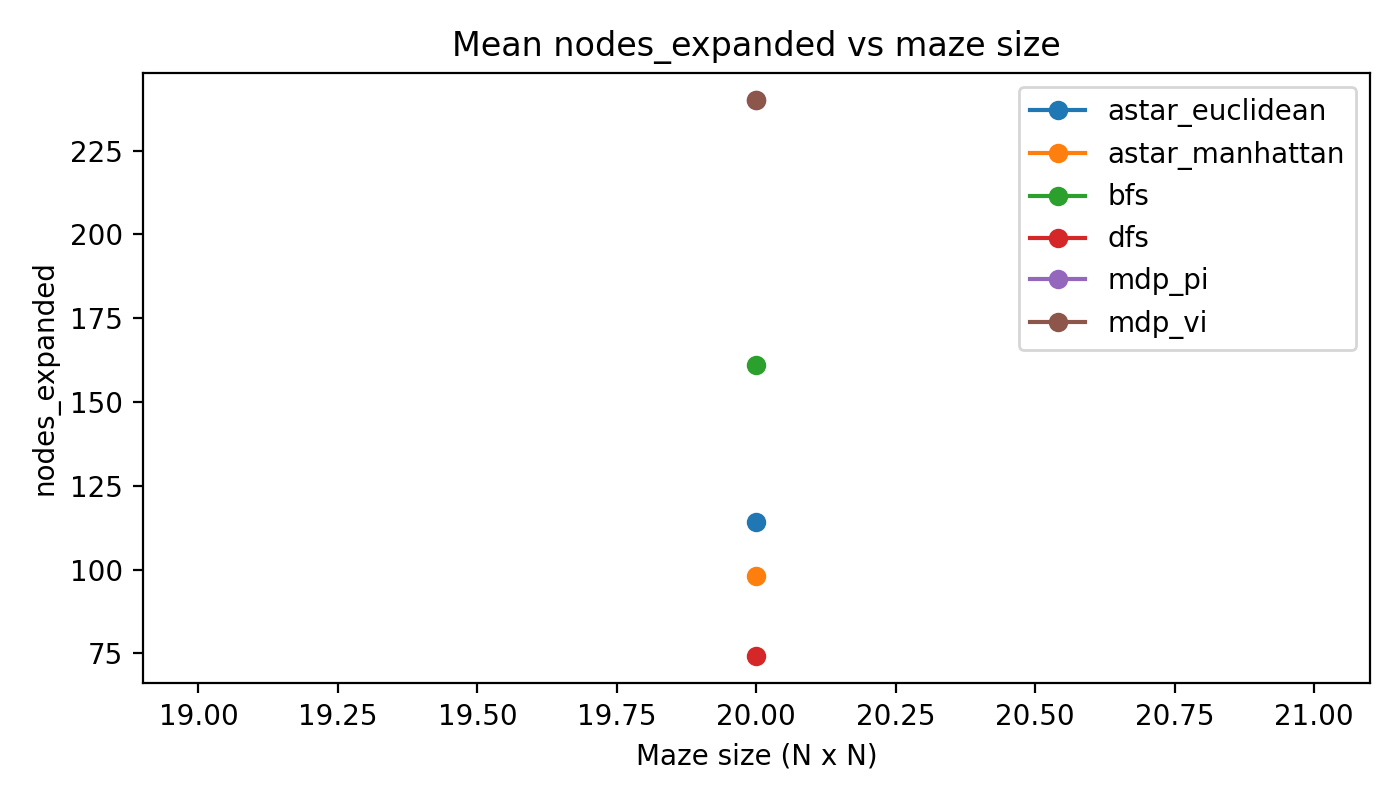 Mean nodes_expanded vs maze size
nodes_expanded
225
200
175
150
125
100
75
astar_euclidean
astar_manhattan
bfs
dfs
mdp_pi
mdp_vi
19.00 19.25 19.50 19.75 20.00 20.25 20.50 20.75 21.00
Maze size (N x N)